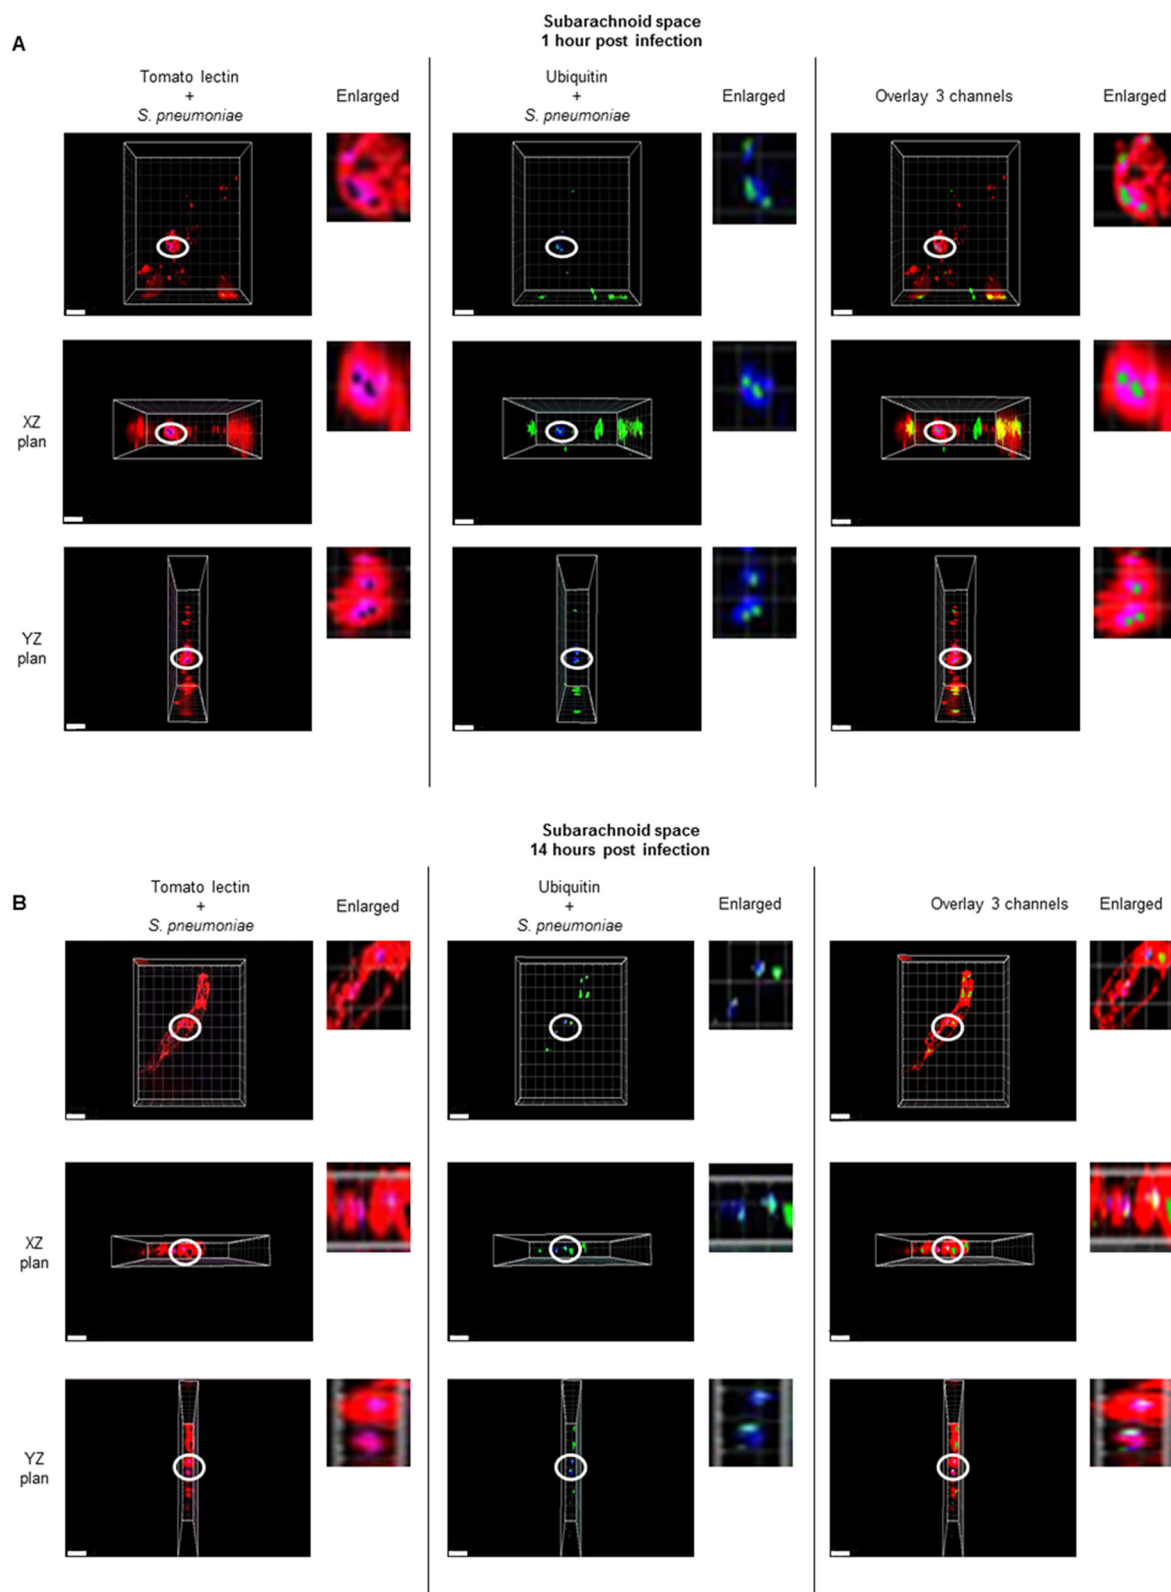 Subarachnoid space
1 hour post infection
A
Tomato lectin
+
S. pneumoniae
Enlarged
Ubiquitin
+
S. pneumoniae
Enlarged
Overlay 3 channels
Enlarged
XZ
plan
YZ
plan
Subarachnoid space
14 hours post infection
B
Tomato lectin
+
S. pneumoniae
Enlarged
Ubiquitin
+
S. pneumoniae
Enlarged
Overlay 3 channels
Enlarged
XZ
plan
YZ
plan